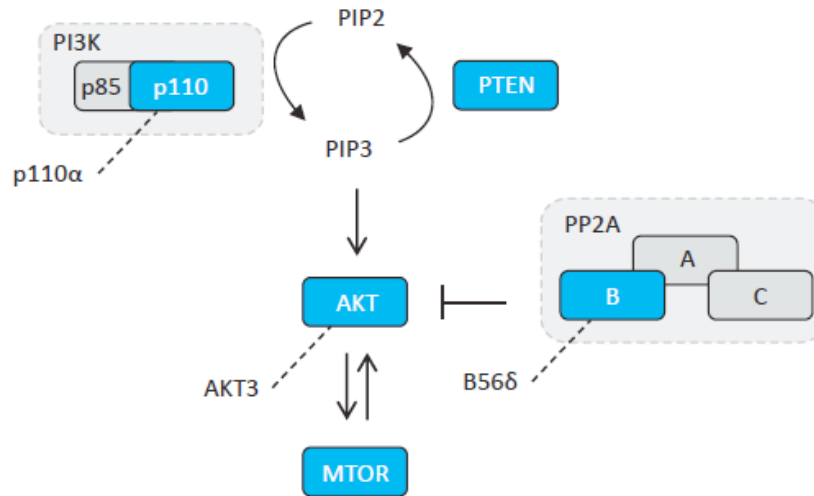 PIP2
PI3K
p85
p110
PTEN
PIP3
p110α
PP2A
A
AKT
B
C
AKT3
B56δ
MTOR